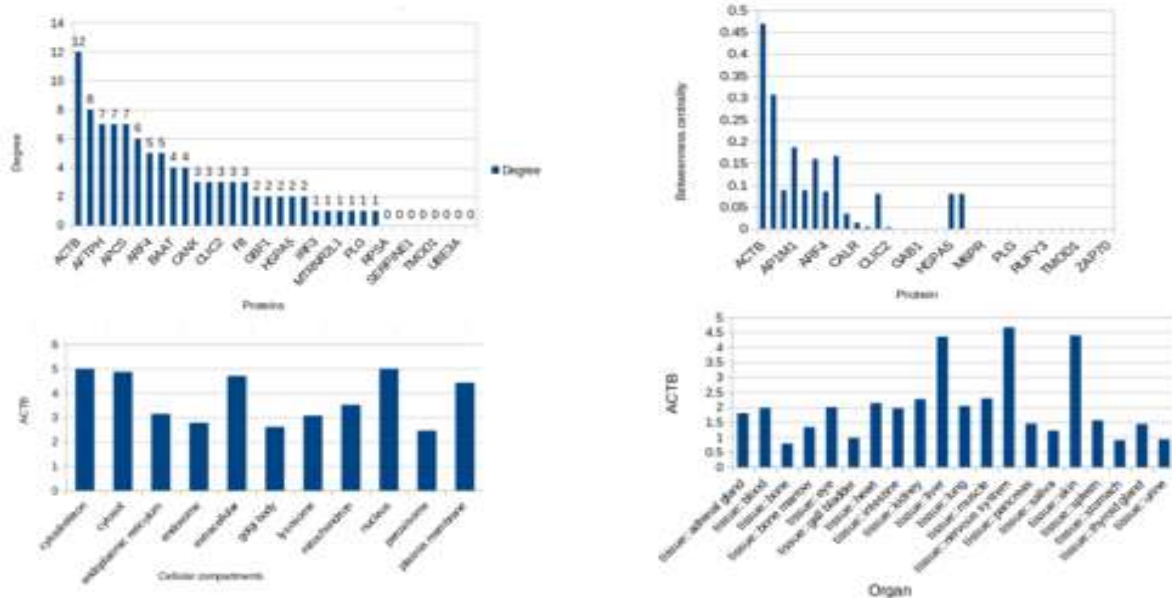 14
12
10
8
6
4
2
0
Degree
12
8
7 7 7
6
5 5
4 4
3 3 3 3 3
2 2 2 2 2
1 1 1 1 1 1
0 0 0 0 0 0 0 0
ACTB
AFTPH
APCS
ARF4
BAAT
CANX
CLIC2
F8
GBF1
HSPA5
IRF3
MTRNR2L1
PLG
RPSA
SERPINE1
TMOD1
UBE3A
Proteins
Degree
0.5
0.45
0.4
0.35
0.3
0.25
0.2
0.15
0.1
0.05
0
Betweenness centrality
ACTB
AP1M1
ARF4
CALR
CLIC2
GAB1
HSPA5
M6PR
PLG
RUFY3
TMOD1
ZAP70
Protein
6
5
4
3
2
1
0
ACTB
cytoskeleton
cytosol
endoplasmic reticulum
endosome
extracellular
golgi body
lysosome
mitochondrion
nucleus
peroxisome
plasma membrane
Cellular compartments
5
4.5
4
3.5
3
2.5
2
1.5
1
0.5
0
ACTB
tissue::adrenal gland
tissue::blood
tissue::bone
tissue::bone marrow
tissue::eye
tissue::gall bladder
tissue::heart
tissue::intestine
tissue::kidney
tissue::liver
tissue::lung
tissue::muscle
tissue::nervous system
tissue::pancreas
tissue::saliva
tissue::skin
tissue::spleen
tissue::stomach
tissue::thyroid gland
tissue::urine
Organ